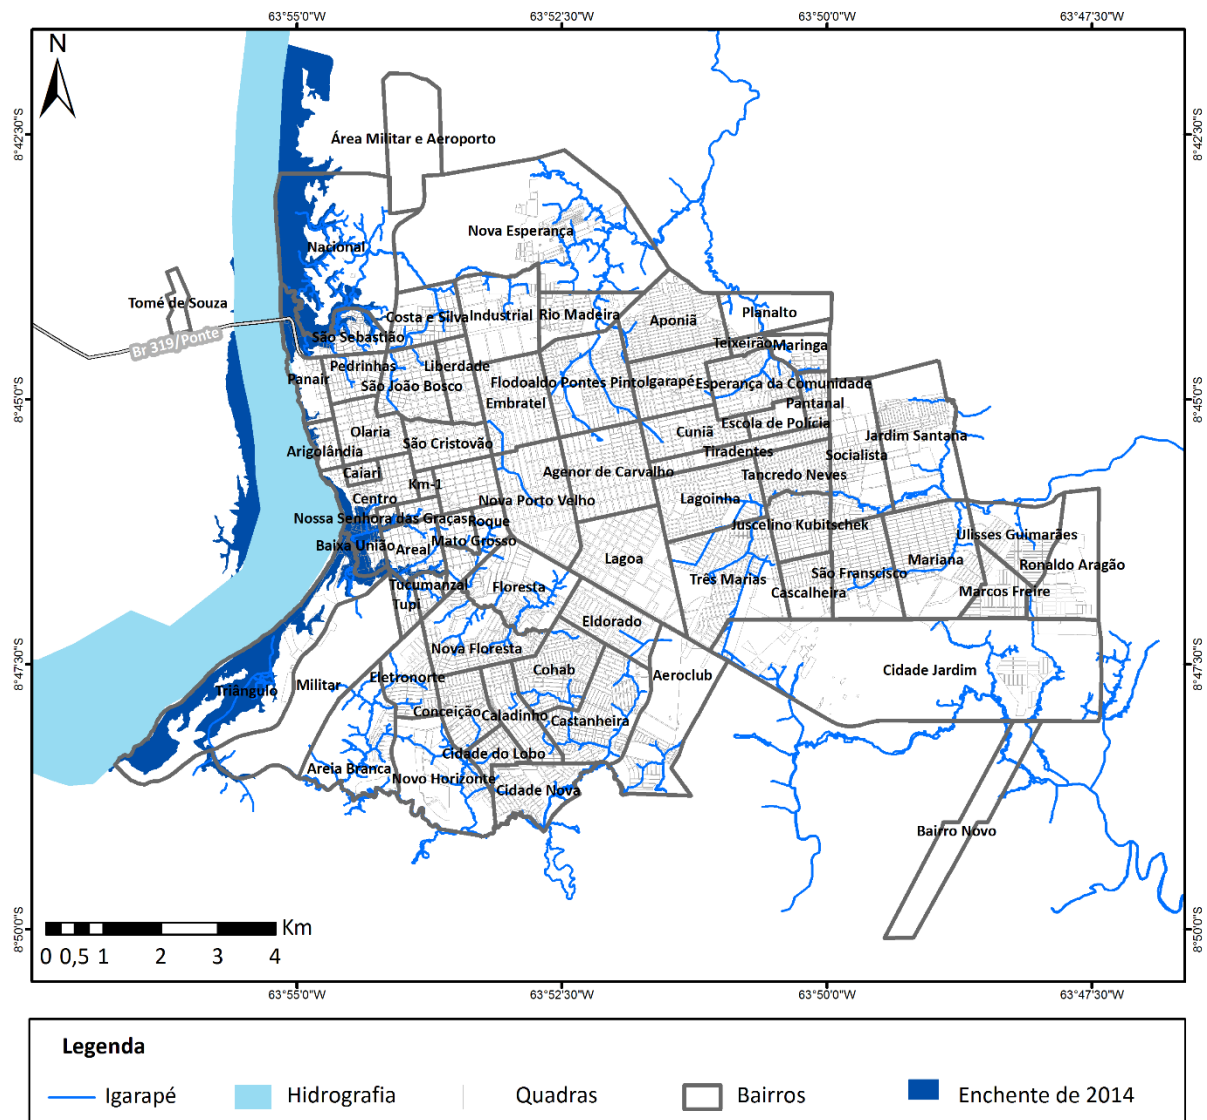 63°55'0"W 63°52'30"W 63°50'0"W 63°47'30"W
N
8°42'30"S 8°42'30"S
Área Militar e Aeroporto
Nova Esperança
Nacional
Tomé de Souza
Costa e Silva Industrial Rio Madeira Aponiã Planalto
São Sebastião
Br 319/Ponte
Teixeirão Maringa
Pedrinhas Liberdade
Panair São João Bosco Flodoaldo Pontes Pinto Igarapé Esperança da Comunidade
8°45'0"S 8°45'0"S
Embratel Pantanal
Olaria Cuniã Escola de Polícia
São Cristovão Jardim Santana
Arigolândia Tiradentes Socialista
Caiari Agenor de Carvalho Tancredo Neves
Km-1
Centro Nova Porto Velho Lagoinha
Nossa Senhora das Graças Roque Juscelino Kubitschek
Baixa União Areal Mato Grosso Ulisses Guimarães
Lagoa Mariana Ronaldo Aragão
Tucumanzal Floresta Três Marias São Franscisco
Tupi Cascalheira Marcos Freire
Eldorado
Nova Floresta
8°47'30"S 8°47'30"S
Cohab Cidade Jardim
Triângulo Militar Eletronorte Aeroclub
Conceição Caladinho Castanheira
Cidade do Lobo
Areia Branca Novo Horizonte
Cidade Nova
Bairro Novo
8°50'0"S 8°50'0"S
Km
0 0,5 1 2 3 4
63°55'0"W 63°52'30"W 63°50'0"W 63°47'30"W
Legenda
Igarapé Hidrografia Quadras Bairros Enchente de 2014